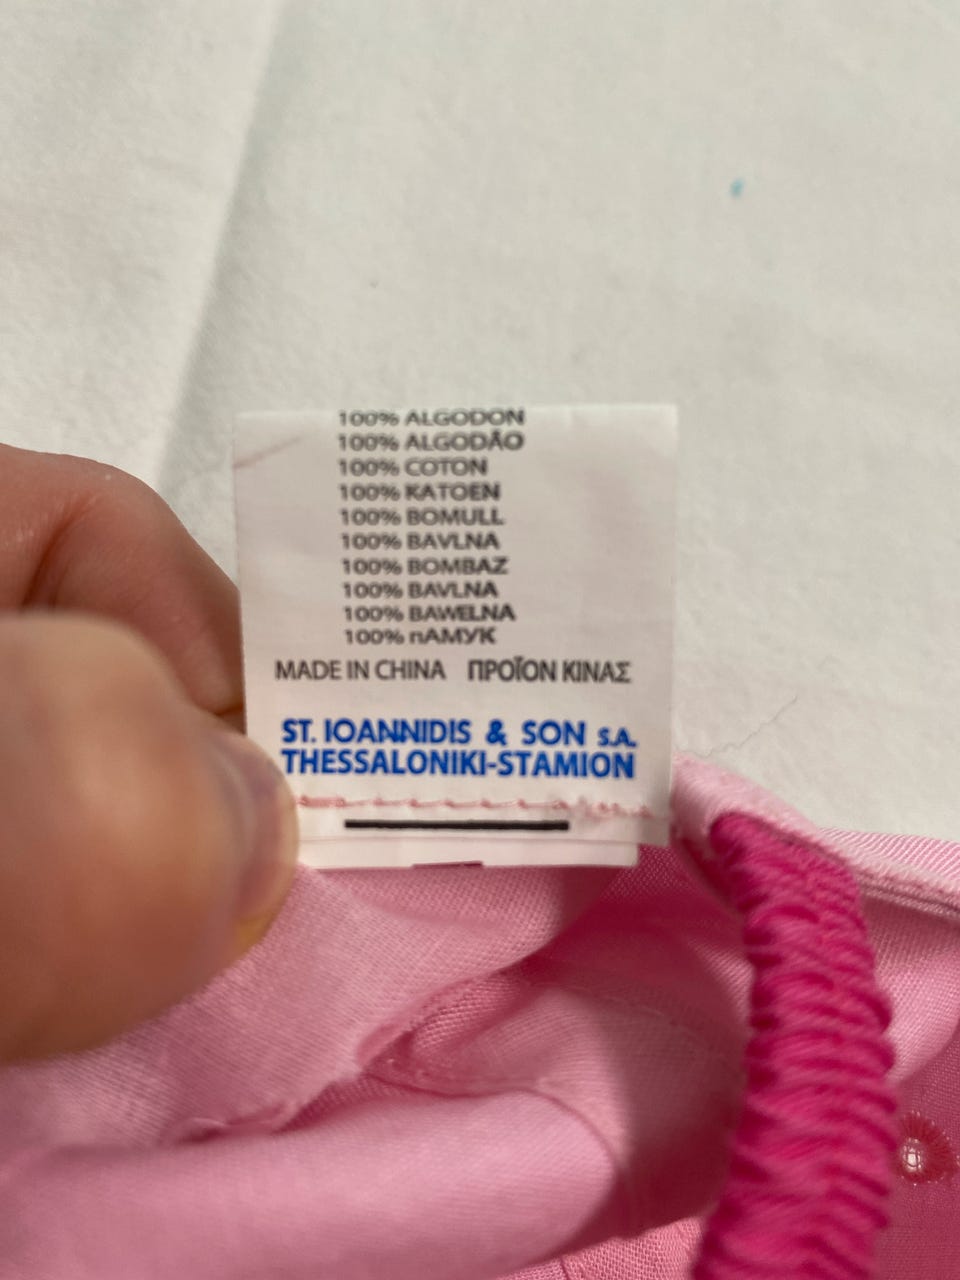 100% ALGODON
100% ALGODÃO
100% COTON
100% KATOEN
100% BOMULL
100% BAVLNA
100% BOMBAZ
100% BAVLNA
100% BAWELNA
100% пАМУК
MADE IN CHINA ΠΡΟΪΟΝ ΚΙΝΑΣ
ST. IOANNIDIS & SON S.A.
THESSALONIKI-STAMION